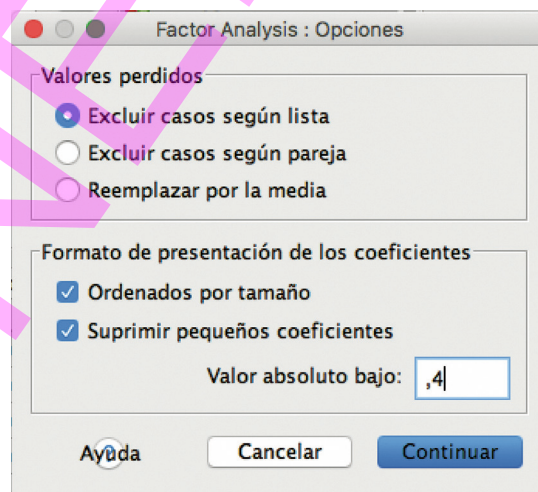 Factor Analysis : Opciones
Valores perdidos
Excluir casos según lista
Excluir casos según pareja
Reemplazar por la media
Formato de presentación de los coeficientes
Ordenados por tamaño
Suprimir pequeños coeficientes
Valor absoluto bajo: ,4
Ayuda Cancelar Continuar